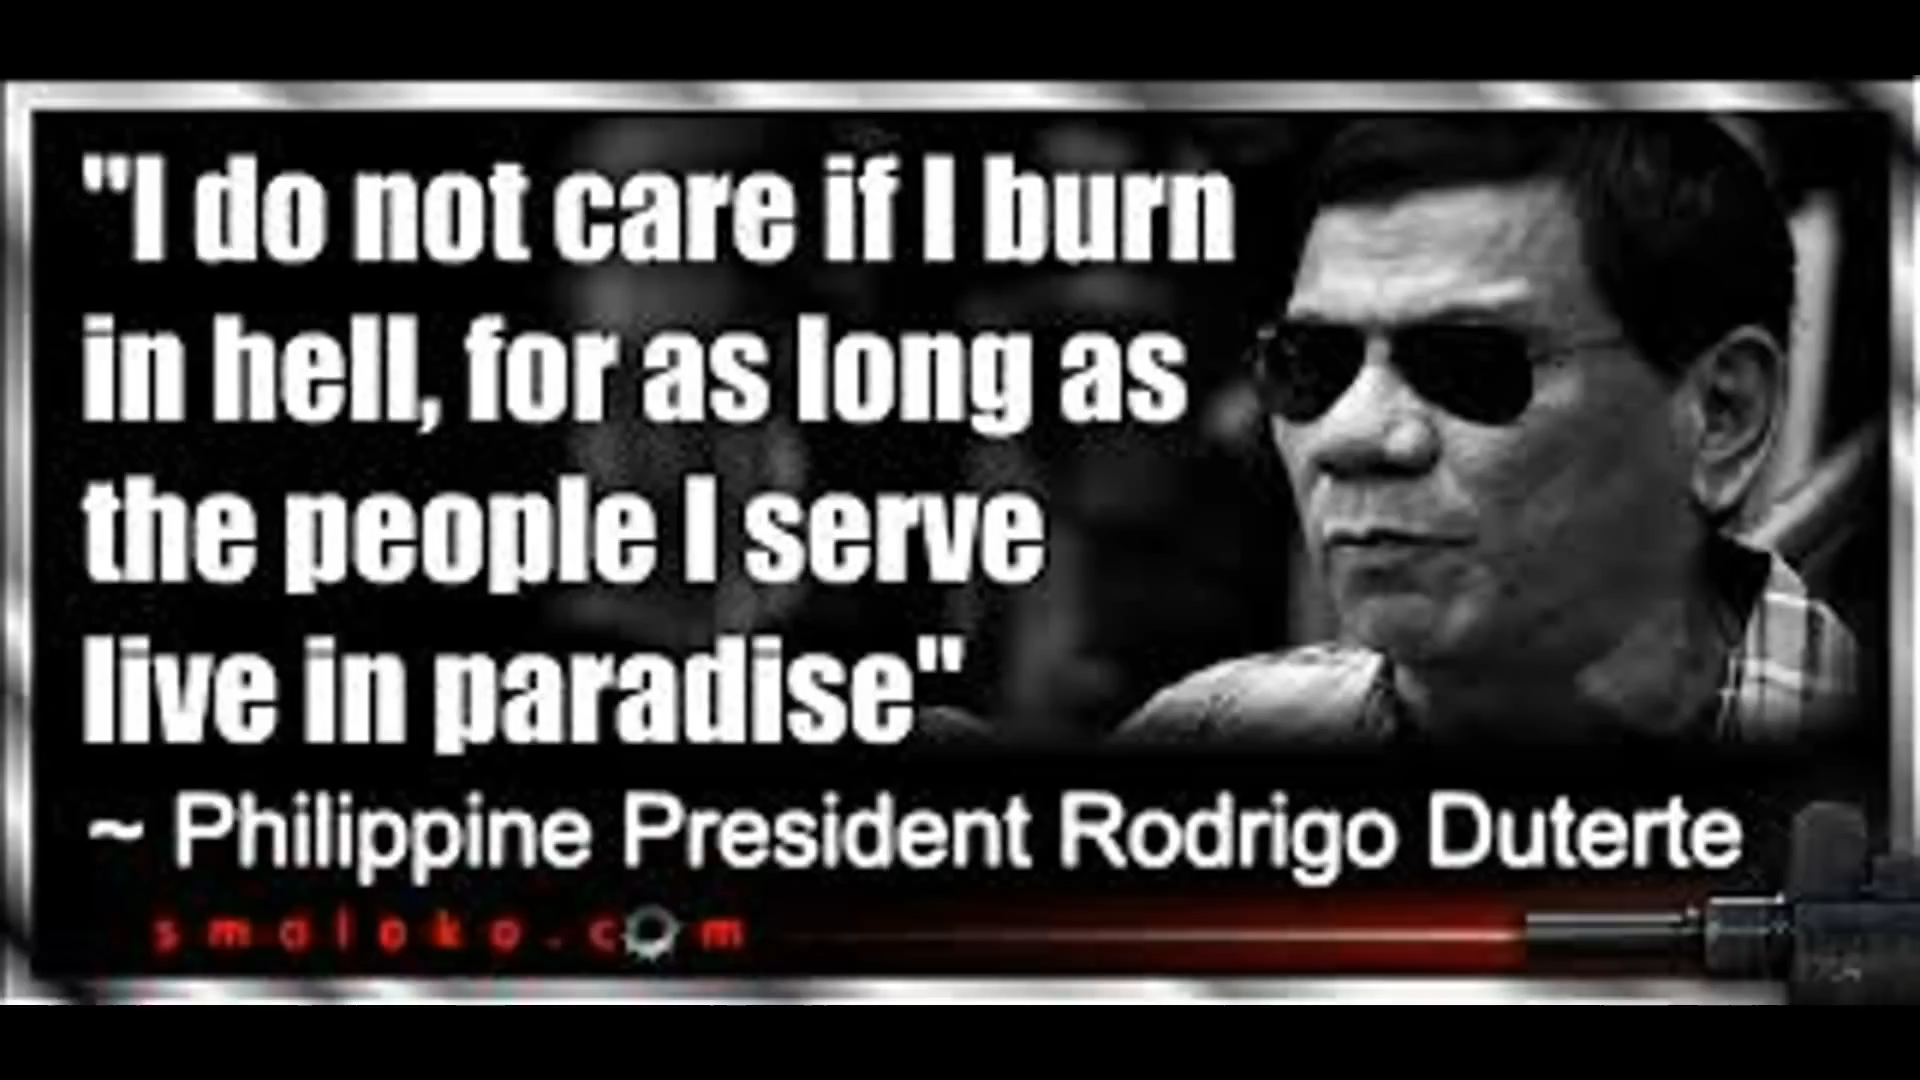 "I do not care if I burn
in hell, for as long as
the people I serve
live in paradise"
~ Philippine President Rodrigo Duterte
smaloko.com